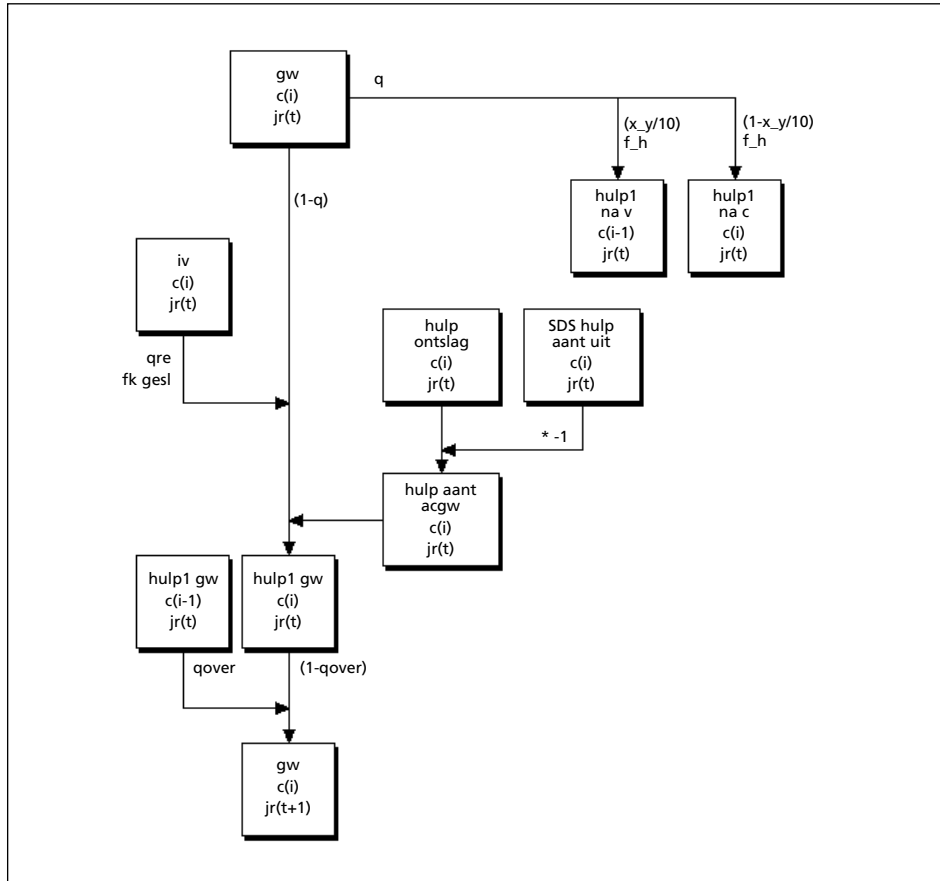 gw
c(i)
jr(t)
q
(x_y/10)
f_h
(1-x_y/10)
f_h
hulp1
na v
c(i-1)
jr(t)
hulp1
na c
c(i)
jr(t)
(1-q)
iv
c(i)
jr(t)
qre
fk gesl
hulp
ontslag
c(i)
jr(t)
SDS hulp
aant uit
c(i)
jr(t)
* -1
hulp aant
acgw
c(i)
jr(t)
hulp1 gw
c(i-1)
jr(t)
hulp1 gw
c(i)
jr(t)
qover
(1-qover)
gw
c(i)
jr(t+1)